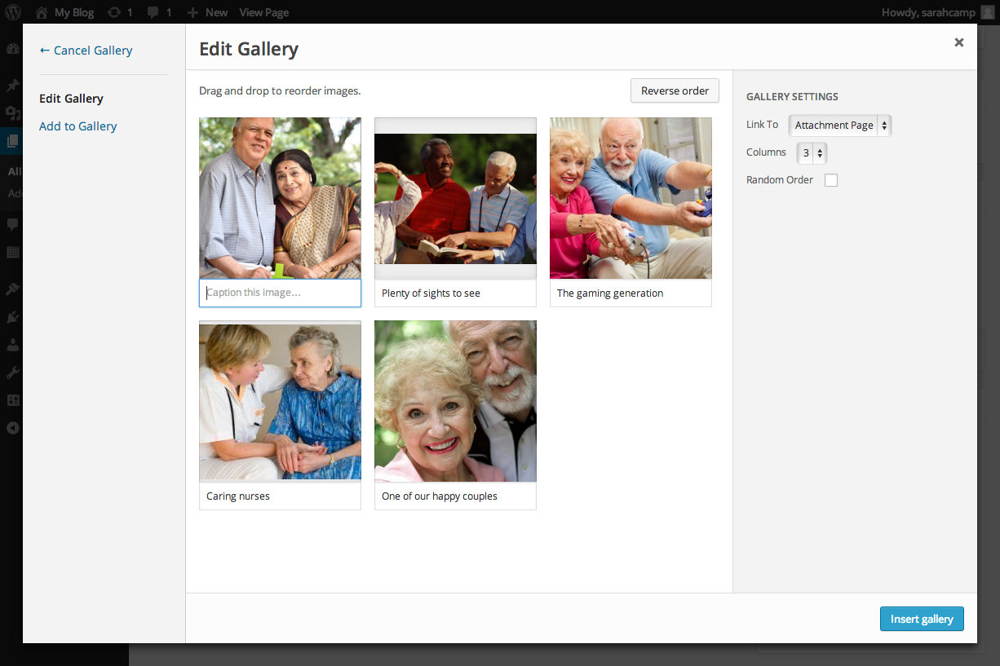 My Blog 1 1 New View Page Howdy, sarahcamp
← Cancel Gallery
Edit Gallery
Add to Gallery
All
Edit Gallery
×
Drag and drop to reorder images.
Reverse order
Caption this image…
Plenty of sights to see
The gaming generation
Caring nurses
One of our happy couples
GALLERY SETTINGS
Link To Attachment Page
Columns 3
Random Order
Insert gallery